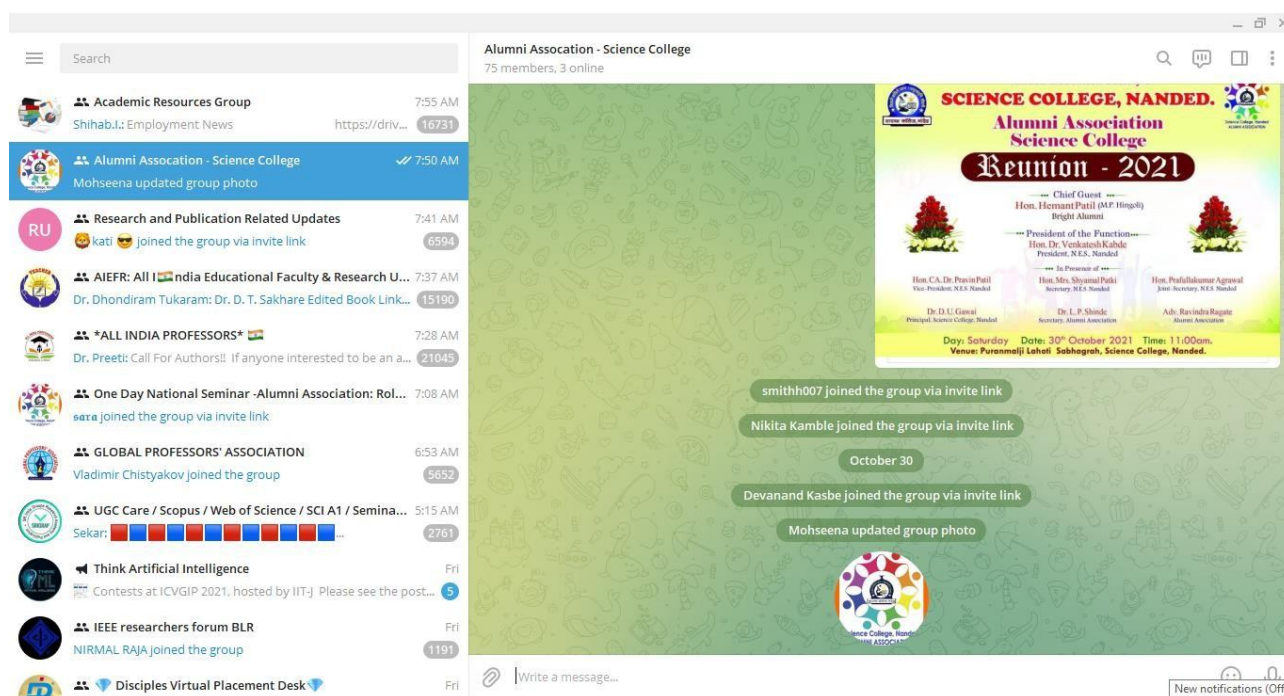 Search
Academic Resources Group 7:55 AM
Shihab.I.: Employment News https://driv... 16731
Alumni Assocation - Science College 7:50 AM
Mohseena updated group photo
RU
Research and Publication Related Updates 7:41 AM
🦁kati 😎 joined the group via invite link 6594
AIEFR: All I🇮🇳ndia Educational Faculty & Research U... 7:37 AM
Dr. Dhondiram Tukaram: Dr. D. T. Sakhare Edited Book Link... 15190
*ALL INDIA PROFESSORS* 🇮🇳 7:28 AM
Dr. Preeti: Call For Authors!! If anyone interested to be an a... 21045
One Day National Seminar -Alumni Association: Rol... 7:08 AM
sara joined the group via invite link
GLOBAL PROFESSORS' ASSOCIATION 6:53 AM
Vladimir Chistyakov joined the group 5652
UGC Care / Scopus / Web of Science / SCI A1 / Semina... 5:15 AM
Sekar: 🟥🟦🟥🟦🟥🟦🟥🟦🟥🟦🟥🟦... 2761
Think Artificial Intelligence Fri
Contests at ICVGIP 2021, hosted by IIT-J Please see the post... 5
IEEE researchers forum BLR Fri
NIRMAL RAJA joined the group 1191
💎 Disciples Virtual Placement Desk💎 Fri
Alumni Assocation - Science College
75 members, 3 online
SCIENCE COLLEGE, NANDED.
Alumni Association
Science College
Reunion - 2021
Chief Guest
Hon. Hemant Patil (M.P. Hingoli)
Bright Alumni
President of the Function
Hon. Dr. Venkatesh Kabde
President, N.E.S., Nanded
In Presence of
Hon. CA. Dr. Pravin Patil Hon. Mrs. Shyamal Patki Hon. Prafullakumar Agrawal
Vice-President, N.E.S. Nanded Secretary, N.E.S. Nanded Joint-Secretary, N.E.S. Nanded
Dr. D.U. Gawai Dr. L.P. Shinde Adv. Ravindra Ragate
Principal, Science College, Nanded Secretary, Alumni Association Alumni Association
Day: Saturday Date: 30th October 2021 Time: 11:00am.
Venue: Puranmalji Lahoti Sabhagrah, Science College, Nanded.
smithh007 joined the group via invite link
Nikita Kamble joined the group via invite link
October 30
Devanand Kasbe joined the group via invite link
Mohseena updated group photo
Write a message...
New notifications (Off